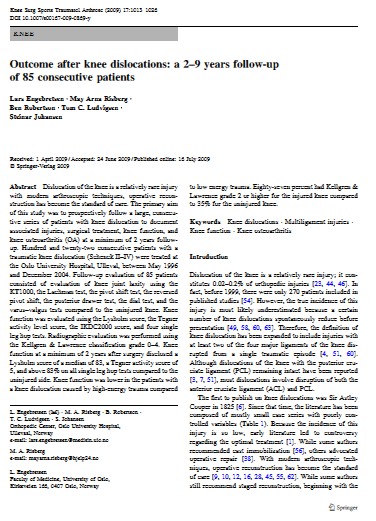 Knee Surg Sports Traumatol Arthrosc (2009) 17:1013–1026
DOI 10.1007/s00167-009-0869-y
KNEE
Outcome after knee dislocations: a 2–9 years follow-up
of 85 consecutive patients
Lars Engebretsen · May Arna Risberg ·
Ben Robertson · Tom C. Ludvigsen ·
Steinar Johansen
Received: 1 April 2009 / Accepted: 24 June 2009 / Published online: 16 July 2009
© Springer-Verlag 2009
Abstract Dislocation of the knee is a relatively rare injury
with modern arthroscopic techniques, operative recon-
struction has become the standard of care. The primary aim
of this study was to prospectively follow a large, consecu-
tive series of patients with knee dislocation to document
associated injuries, surgical treatment, knee function, and
knee osteoarthritis (OA) at a minimum of 2 years follow-
up. Hundred and twenty-two consecutive patients with a
traumatic knee dislocation (Schenck II–IV) were treated at
the Oslo University Hospital, Ulleval, between May 1996
and December 2004. Follow-up evaluation of 85 patients
consisted of evaluation of knee joint laxity using the
KT1000, the Lachman test, the pivot shift test, the reversed
pivot shift, the posterior drawer test, the dial test, and the
varus–valgus tests compared to the uninjured knee. Knee
function was evaluated using the Lysholm score, the Tegner
activity level score, the IKDC2000 score, and four single
leg hop tests. Radiographic evaluation was performed using
the Kellgren & Lawrence classification grade 0–4. Knee
function at a minimum of 2 years after surgery disclosed a
Lysholm score of a median of 83, a Tegner activity score of
5, and above 83% on all single leg hop tests compared to the
uninjured side. Knee function was lower in the patients with
a knee dislocation caused by high-energy trauma compared
to low energy trauma. Eighty-seven percent had Kellgren &
Lawrence grade 2 or higher for the injured knee compared
to 35% for the uninjured knee.
Keywords Knee dislocations · Multiligament injuries ·
Knee function · Knee osteoarthritis
Introduction
Dislocation of the knee is a relatively rare injury; it con-
stitutes 0.02–0.2% of orthopedic injuries [23, 44, 46]. In
fact, before 1999, there were only 270 patients included in
published studies [54]. However, the true incidence of this
injury is most likely underestimated because a certain
number of knee dislocations spontaneously reduce before
presentation [49, 58, 60, 63]. Therefore, the definition of
knee dislocation has been expanded to include injuries with
at least two of the four major ligaments of the knee dis-
rupted from a single traumatic episode [4, 51, 60].
Although dislocations of the knee with the posterior cru-
ciate ligament (PCL) remaining intact have been reported
[3, 7, 51], most dislocations involve disruption of both the
anterior cruciate ligament (ACL) and PCL.
The first to publish on knee dislocations was Sir Astley
Cooper in 1825 [6]. Since that time, the literature has been
composed of mostly small case series with poorly con-
trolled variables (Table 1). Because the incidence of this
injury is so low, early literature led to controversy
regarding the optimal treatment [1]. While some authors
recommended cast immobilization [56], others advocated
operative repair [38]. With modern arthroscopic tech-
niques, operative reconstruction has become the standard
of care [9, 10, 12, 16, 28, 45, 55, 62]. While some authors
still recommend staged reconstruction, beginning with the
L. Engebretsen (&) · M. A. Risberg · B. Robertson ·
T. C. Ludvigsen · S. Johansen
Orthopedic Center, Oslo University Hospital,
Ulleval, Norway
e-mail: lars.engebretsen@medisin.uio.no
M. A. Risberg
e-mail: mayarna.risberg@hjelp24.no
L. Engebretsen
Faculty of Medicine, University of Oslo,
Kirkeveien 166, 0407 Oslo, Norway
Springer